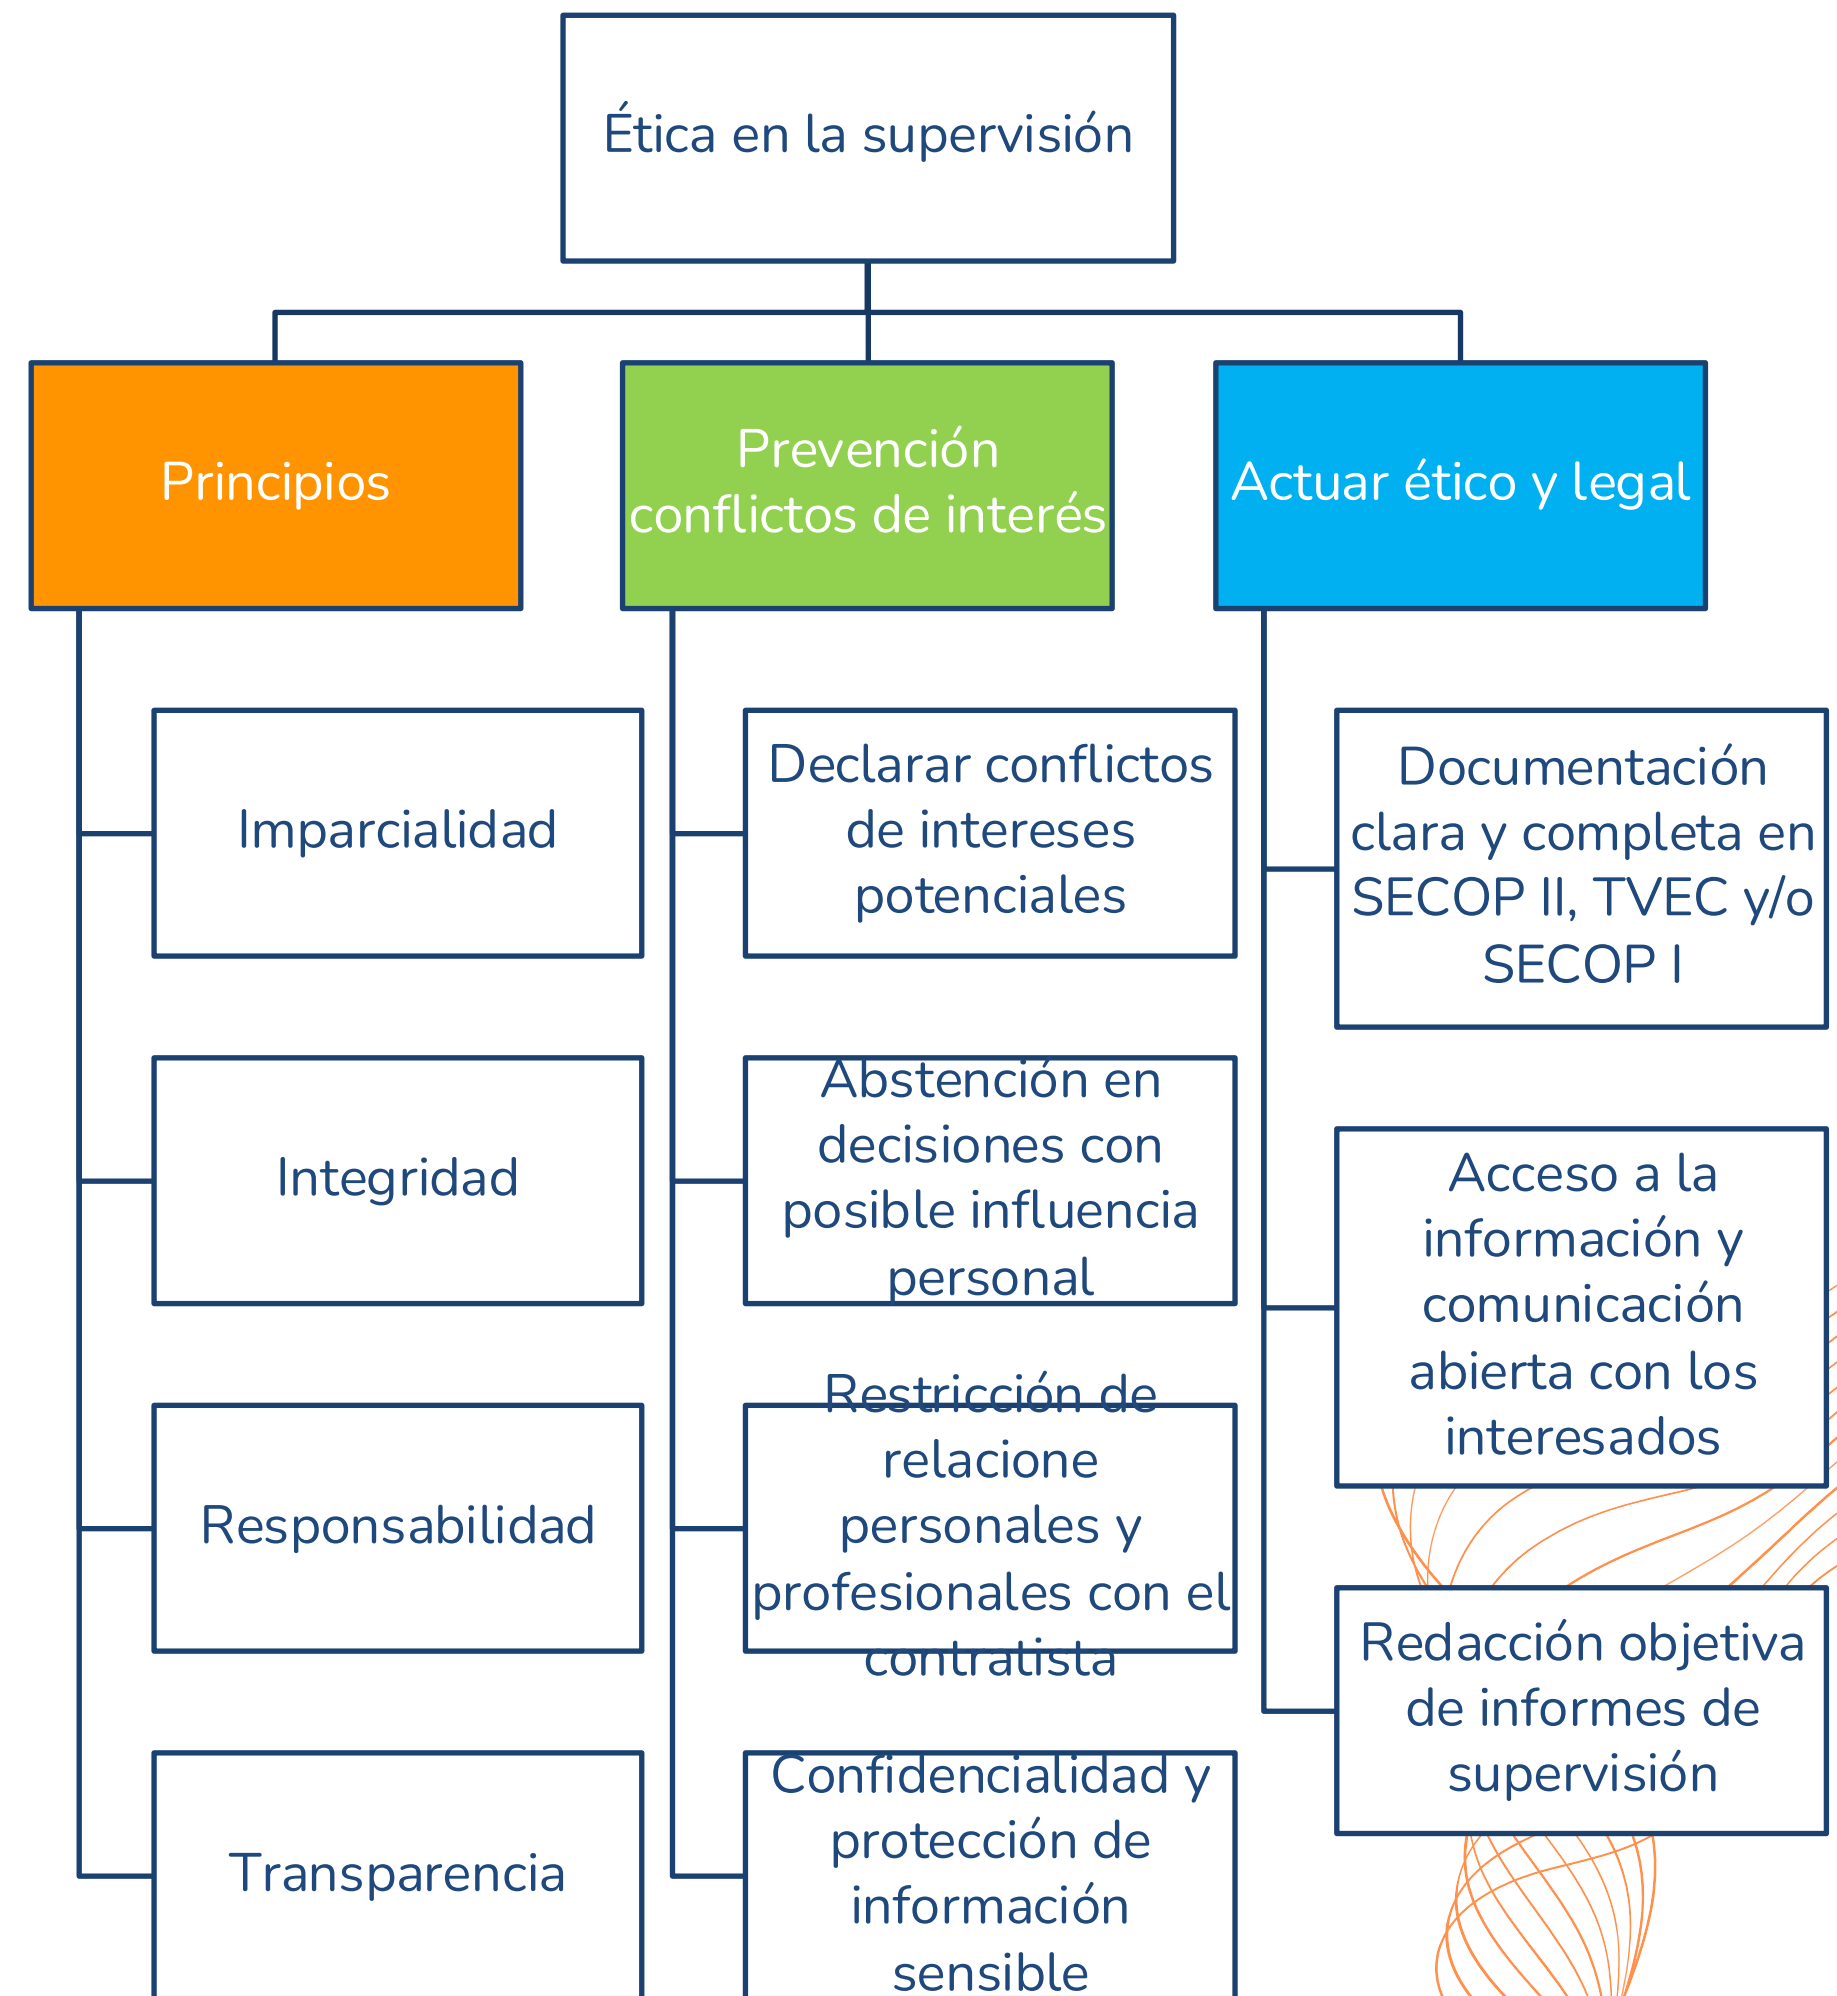 Ética en la supervisión
Principios
Prevención
conflictos de interés
Actuar ético y legal
Imparcialidad
Integridad
Responsabilidad
Transparencia
Declarar conflictos
de intereses
potenciales
Abstención en
decisiones con
posible influencia
personal
Restricción de
relacione
personales y
profesionales con el
contratista
Confidencialidad y
protección de
información
sensible
Documentación
clara y completa en
SECOP II, TVEC y/o
SECOP I
Acceso a la
información y
comunicación
abierta con los
interesados
Redacción objetiva
de informes de
supervisión